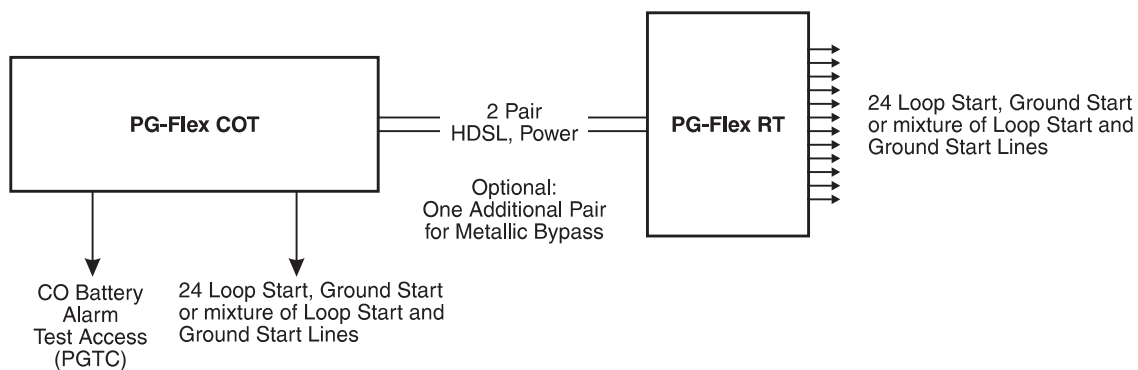 PG-Flex COT
2 Pair
HDSL, Power
Optional:
One Additional Pair
for Metallic Bypass
PG-Flex RT
24 Loop Start, Ground Start
or mixture of Loop Start and
Ground Start Lines
CO Battery
Alarm
Test Access
(PGTC)
24 Loop Start, Ground Start
or mixture of Loop Start and
Ground Start Lines